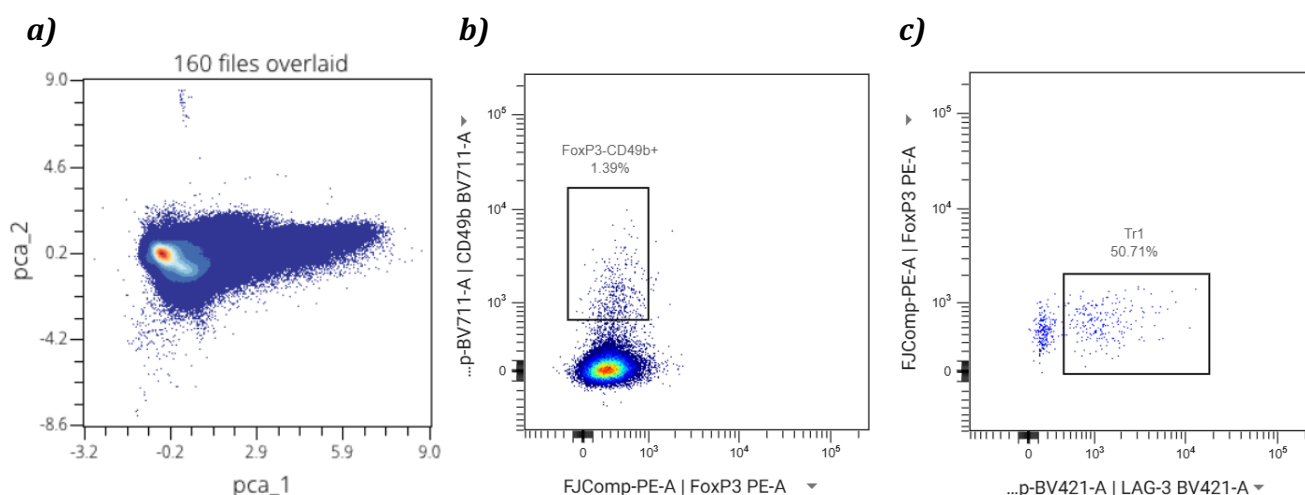 a)
160 files overlaid
9.0
4.6
0.2
-4.2
-8.6
pca_2
-3.2 -0.2 2.9 5.9 9.0
pca_1
b)
...p-BV711-A | CD49b BV711-A
10⁵
10⁴
10³
0
FoxP3-CD49b+
1.39%
0 10³ 10⁴ 10⁵
FJComp-PE-A | FoxP3 PE-A
c)
FJComp-PE-A | FoxP3 PE-A
10⁵
10⁴
10³
0
Tr1
50.71%
0 10³ 10⁴ 10⁵
...p-BV421-A | LAG-3 BV421-A